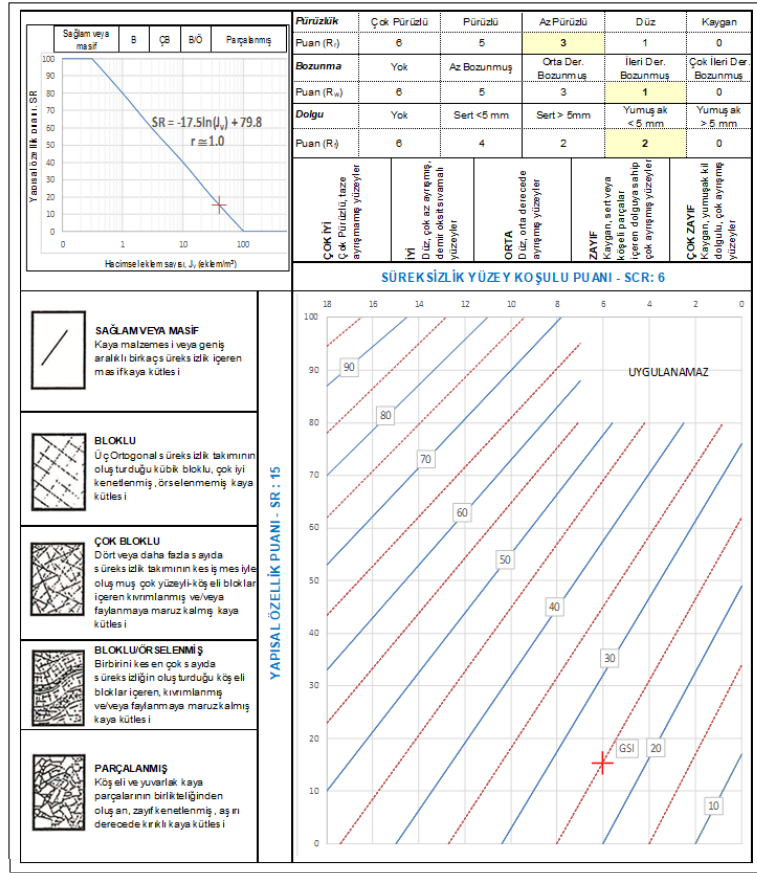 Sağlam veya masif B ÇB B/Ö Parçalanmış
Yapısal özellik oranı. SR
100
90
80
70
60
50
40
30
20
10
0
SR = -17.5ln(Jv) + 79.8
r ≅ 1.0
0 1 10 100
Hacimsel eklem sayısı, Jv (eklem/m³)
Pürüzlük Çok Pürüzlü Pürüzlü Az Pürüzlü Düz Kaygan
Puan (Rr) 6 5 3 1 0
Bozunma Yok Az Bozunmuş Orta Der. Bozunmuş İleri Der. Bozunmuş Çok İleri Der. Bozunmuş
Puan (Rw) 6 5 3 1 0
Dolgu Yok Sert <5 mm Sert > 5mm Yumuşak < 5 mm Yumuşak > 5 mm
Puan (Rf) 6 4 2 2 0
ÇOK İYİ
Çok Pürüzlü, taze
ayrışmamış yüzeyler
İYİ
Düz, çok az ayrışmış,
demir oksit sıvamalı
yüzeyler
ORTA
Düz, orta derecede
ayrışmış yüzeyler
ZAYIF
Kaygan, sert veya
köşeli parçalar
içeren dolguya sahip
çok ayrışmış yüzeyler
ÇOK ZAYIF
Kaygan, yumuşak kil
dolgulu, çok ayrışmış
yüzeyler
SÜREKSİZLİK YÜZEY KOŞULU PUANI - SCR: 6
SAĞLAM VEYA MASİF
Kaya malzemesi veya geniş
aralıklı birkaç süreksizlik içeren
masif kaya kütlesi
BLOKLU
Üç Ortogonal süreksizlik takımının
oluşturduğu kübik bloklu, çok iyi
kenetlenmiş, örselenmemiş kaya
kütlesi
ÇOK BLOKLU
Dört veya daha fazla sayıda
süreksizlik takımının kesişmesiyle
oluşmuş çok yüzeyli-köşeli bloklar
içeren kıvrımlanmış ve/veya
faylanmaya maruz kalmış kaya
kütlesi
BLOKLU/ÖRSELENMİŞ
Birbirini kesen çok sayıda
süreksizliğin oluşturduğu köşeli
bloklar içeren, kıvrımlanmış
ve/veya faylanmaya maruz kalmış
kaya kütlesi
PARÇALANMIŞ
Köşeli ve yuvarlak kaya
parçalarının birlikteliğinden
oluşan, zayıf kenetlenmiş, aşırı
derecede kırıklı kaya kütlesi
YAPISAL ÖZELLİK PUANI - SR : 15
18 16 14 12 10 8 6 4 2 0
100
90
80
70
60
50
40
30
20
10
0
UYGULANAMAZ
90
80
70
60
50
40
30
GSI 20
10